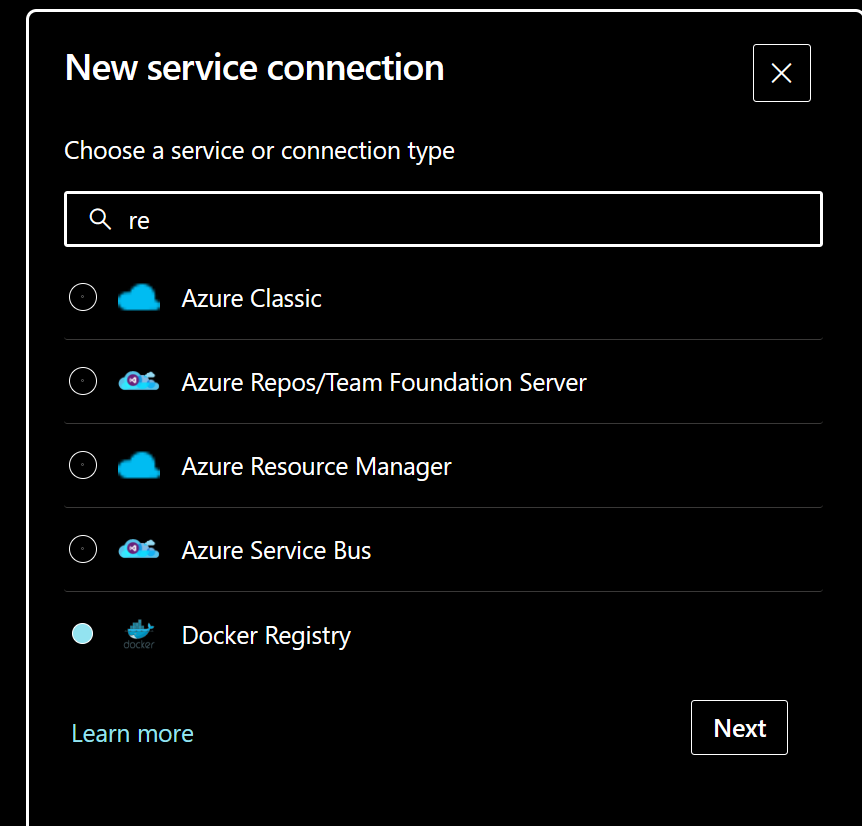 New service connection
Choose a service or connection type
re
Azure Classic
Azure Repos/Team Foundation Server
Azure Resource Manager
Azure Service Bus
docker
Docker Registry
Learn more
Next